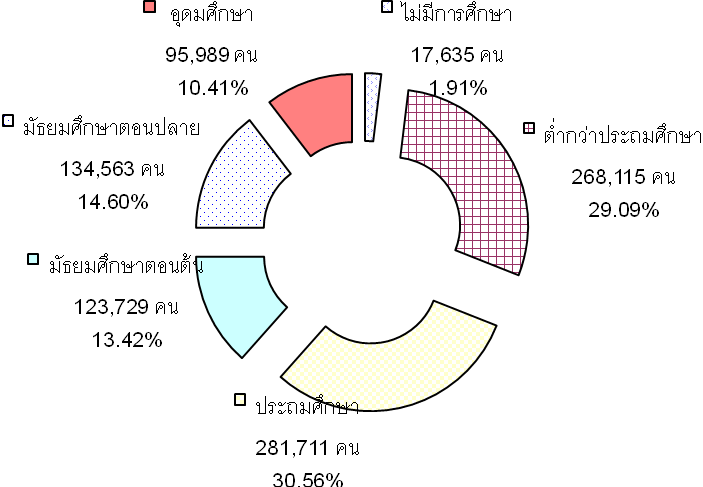 อุดมศึกษา
95,989 คน
10.41%
ไม่มีการศึกษา
17,635 คน
1.91%
มัธยมศึกษาตอนปลาย
134,563 คน
14.60%
ต่ำกว่าประถมศึกษา
268,115 คน
29.09%
มัธยมศึกษาตอนต้น
123,729 คน
13.42%
ประถมศึกษา
281,711 คน
30.56%